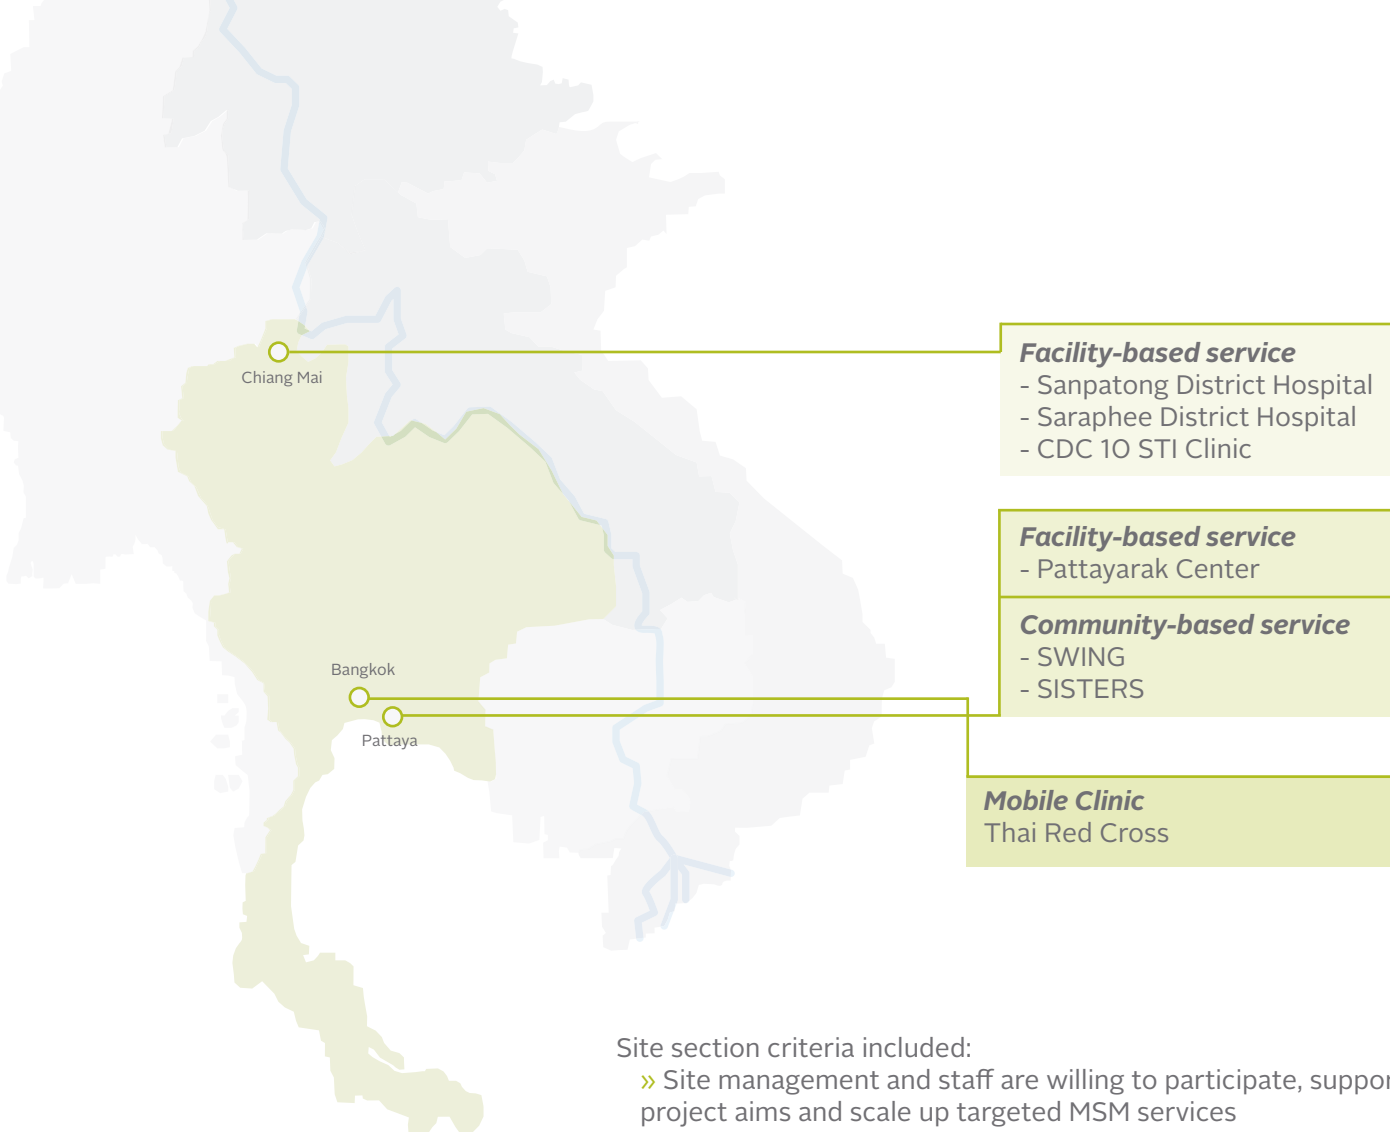 Chiang Mai
Facility-based service
- Sanpatong District Hospital
- Saraphee District Hospital
- CDC 10 STI Clinic
Facility-based service
- Pattayarak Center
Community-based service
- SWING
- SISTERS
Bangkok
Pattaya
Mobile Clinic
Thai Red Cross
Site section criteria included:
» Site management and staff are willing to participate, suppor
project aims and scale up targeted MSM services